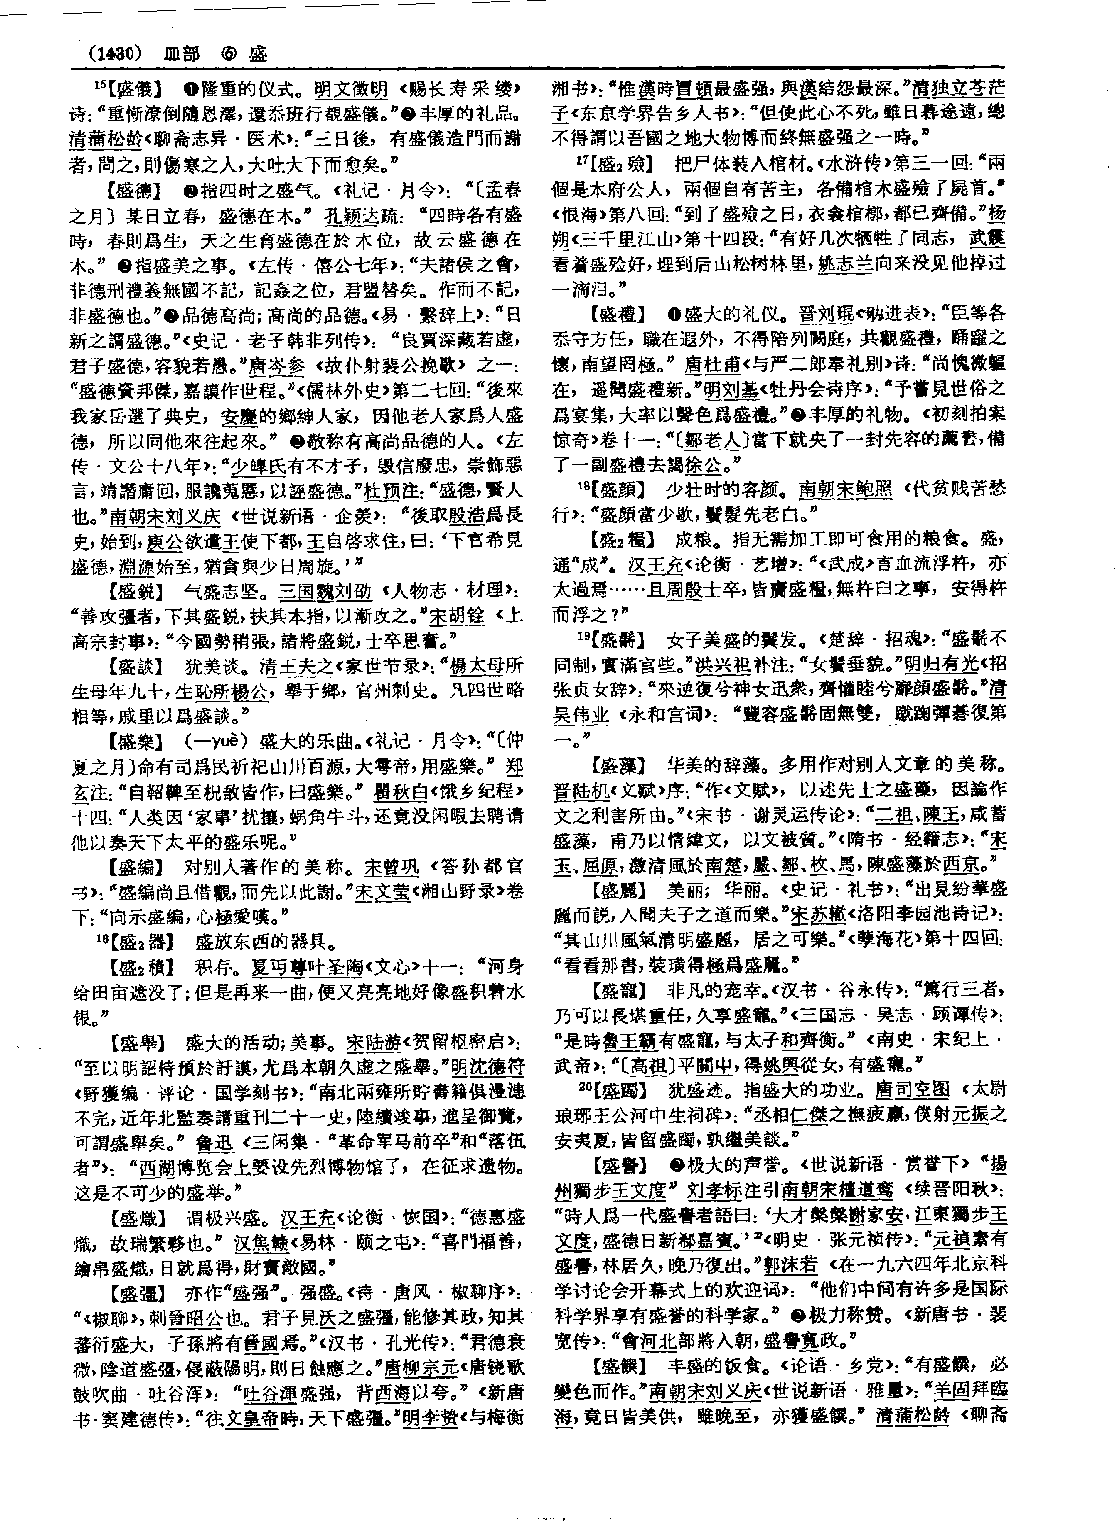 （1430） 皿部 ⑥ 盛
15【盛儀】 ❶隆重的仪式。明文徵明《赐长寿采缕》
诗：“重慚潦倒隨恩澤，還忝班行覩盛儀。”❷丰厚的礼品。
清蒲松龄《聊斋志异·医术》：“三日後，有盛儀造門而謝
者，問之，則傷寒之人，大吐大下而愈矣。”
【盛德】 ❶指四时之盛气。《礼记·月令》：“〔孟春
之月〕某日立春，盛德在木。”孔颖达疏：“四時各有盛
時，春則爲生，天之生育盛德在於木位，故云盛德在
木。”❷指盛美之事。《左传·僖公七年》：“夫諸侯之會，
非德刑禮義無國不記，記姦之位，君盟替矣。作而不記，
非盛德也。”❸品德高尚；高尚的品德。《易·繫辞上》：“日
新之謂盛德。”《史记·老子韩非列传》：“良賈深藏若虚，
君子盛德，容貌若愚。”唐岑参《故仆射裴公挽歌》之一：
“盛德資邦傑，嘉謨作世程。”《儒林外史》第二七回：“後來
我家岳選了典史，安慶的鄉紳人家，因他老人家爲人盛
德，所以同他來往起來。”❹敬称有高尚品德的人。《左
传·文公十八年》：“少皞氏有不才子，毁信廢忠，崇飾惡
言，靖譖庸回，服讒蒐慝，以誣盛德。”杜预注：“盛德，賢人
也。”南朝宋刘义庆《世说新语·企羡》：“後取殷浩爲長
史，始到，庾公欲遣王使下都，王自啓求住，曰：‘下官希見
盛德，淵源始至，猶貪與少日周旋。’”
【盛鋭】 气盛志坚。三国魏刘劭《人物志·材理》：
“善攻彊者，下其盛鋭，扶其本指，以漸攻之。”宋胡铨《上
高宗封事》：“今國勢稍張，諸將盛鋭，士卒思奮。”
【盛談】 犹美谈。清王夫之《家世节录》：“楊太母所
生母年九十，生恥所楊公，舉于鄉，官州刺史。凡四世略
相等，戚里以爲盛談。”
【盛樂】 （—yuè）盛大的乐曲。《礼记·月令》：“〔仲
夏之月〕命有司爲民祈祀山川百源，大雩帝，用盛樂。”郑
玄注：“自鞀鞞至柷敔皆作，曰盛樂。”瞿秋白《饿乡纪程》
十四：“人类因‘家事’扰攘，蜗角牛斗，还竟没闲暇去聘请
他以奏天下太平的盛乐呢。”
【盛編】 对别人著作的美称。宋曾巩《答孙都官
书》：“盛編尚且借觀，而先以此謝。”宋文莹《湘山野录》卷
下：“向示盛編，心極愛嘆。”
16【盛2器】 盛放东西的器具。
【盛2積】 积存。夏丏尊叶圣陶《文心》十一：“河身
给田亩遮没了；但是再来一曲，便又亮亮地好像盛积着水
银。”
【盛舉】 盛大的活动；美事。宋陆游《贺留枢密启》：
“至以明詔特預於訏謨，尤爲本朝久虚之盛舉。”明沈德符
《野獲编·评论·国学刻书》：“南北兩雍所貯書籍俱漫漶
不完，近年北監奏請重刊二十一史，陸續竣事，進呈御覽，
可謂盛舉矣。”鲁迅《三闲集·“革命军马前卒”和“落伍
者”》：“西湖博览会上要设先烈博物馆了，在征求遗物。
这是不可少的盛举。”
【盛熾】 谓极兴盛。汉王充《论衡·恢国》：“德惠盛
熾，故瑞繁夥也。”汉焦赣《易林·颐之屯》：“喜門福善，
繒帛盛熾，日就爲得，財寶敵國。”
【盛彊】 亦作“盛强”。强盛。《诗·唐风·椒聊序》：
“《椒聊》，刺晉昭公也。君子見沃之盛彊，能修其政，知其
蕃衍盛大，子孫將有晉國焉。”《汉书·孔光传》：“君德衰
微，陰道盛彊，侵蔽陽明，則日蝕應之。”唐柳宗元《唐铙歌
鼓吹曲·吐谷浑》：“吐谷渾盛强，背西海以夸。”《新唐
书·窦建德传》：“往文皇帝時，天下盛彊。”明李贽《与梅衡
湘书》：“惟漢時冒頓最盛强，與漢結怨最深。”清独立苍茫
子《东京学界告乡人书》：“但使此心不死，雖日暮途遠，總
不得謂以吾國之地大物博而終無盛强之一時。”
17【盛2殮】 把尸体装入棺材。《水浒传》第三一回：“兩
個是本府公人，兩個自有苦主，各備棺木盛殮了屍首。”
《恨海》第八回：“到了盛殮之日，衣衾棺槨，都已齊備。”杨
朔《三千里江山》第十四段：“有好几次牺牲了同志，武震
看着盛殓好，埋到后山松树林里，姚志兰向来没见他掉过
一滴泪。”
【盛禮】 ❶盛大的礼仪。晋刘琨《劝进表》：“臣等各
忝守方任，職在遐外，不得陪列闕庭，共觀盛禮，踊躍之
懷，南望罔極。”唐杜甫《与严二郎奉礼别》诗：“尚愧微軀
在，遥聞盛禮新。”明刘基《牡丹会诗序》：“予嘗見世俗之
爲宴集，大率以聲色爲盛禮。”❷丰厚的礼物。《初刻拍案
惊奇》卷十一：“〔鄒老人〕當下就央了一封先容的薦書，備
了一副盛禮去謁徐公。”
18【盛顔】 少壮时的容颜。南朝宋鲍照《代贫贱苦愁
行》：“盛顔當少歇，鬢髮先老白。”
【盛2糧】 成粮。指无需加工即可食用的粮食。盛，
通“成”。汉王充《论衡·艺增》：“《武成》言血流浮杵，亦
太過焉……且周殷士卒，皆賫盛糧，無杵臼之事，安得杵
而浮之？”
19【盛鬋】 女子美盛的鬢发。《楚辞·招魂》：“盛鬋不
同制，實滿宫些。”洪兴祖补注：“女鬢垂貌。”明归有光《招
张贞女辞》：“來逆復兮神女迅衆，齊儲睦兮靡顔盛鬋。”清
吴伟业《永和宫词》：“豐容盛鬋固無雙，蹴踘彈棊復第
一。”
【盛藻】 华美的辞藻。多用作对别人文章的美称。
晋陆机《文赋》序：“作《文赋》，以述先士之盛藻，因論作
文之利害所由。”《宋书·谢灵运传论》：“二祖、陳王，咸蓄
盛藻，甫乃以情緯文，以文被質。”《隋书·经籍志》：“宋
玉、屈原，激清風於南楚，嚴、鄒、枚、馬，陳盛藻於西京。”
【盛麗】 美丽；华丽。《史记·礼书》：“出見紛華盛
麗而説，入聞夫子之道而樂。”宋苏辙《洛阳李园池诗记》：
“其山川風氣清明盛麗，居之可樂。”《孽海花》第十四回：
“看看那書，裝璜得極爲盛麗。”
【盛寵】 非凡的宠幸。《汉书·谷永传》：“篤行三者，
乃可以長堪重任，久享盛寵。”《三国志·吴志·顾谭传》：
“是時魯王霸有盛寵，與太子和齊衡。”《南史·宋纪上·
武帝》：“〔高祖〕平關中，得姚興從女，有盛寵。”
20【盛躅】 犹盛迹。指盛大的功业。唐司空图《太尉
琅琊王公河中生祠碑》：“丞相仁傑之撫疲羸，僕射元振之
安夷夏，皆留盛躅，孰繼美談。”
【盛譽】 ❶极大的声誉。《世说新语·赏誉下》“揚
州獨步王文度”刘孝标注引南朝宋檀道鸾《续晋阳秋》：
“時人爲一代盛譽者語曰：‘大才槃槃謝家安，江東獨步王
文度，盛德日新郗嘉賓。’”《明史·张元祯传》：“元禎素有
盛譽，林居久，晚乃復出。”郭沫若《在一九六四年北京科
学讨论会开幕式上的欢迎词》：“他们中间有许多是国际
科学界享有盛誉的科学家。”❷极力称赞。《新唐书·裴
宽传》：“會河北部將入朝，盛譽寬政。”
【盛饌】 丰盛的饭食。《论语·乡党》：“有盛饌，必
變色而作。”南朝宋刘义庆《世说新语·雅量》：“羊固拜臨
海，竟日皆美供，雖晚至，亦獲盛饌。”清蒲松龄《聊斋